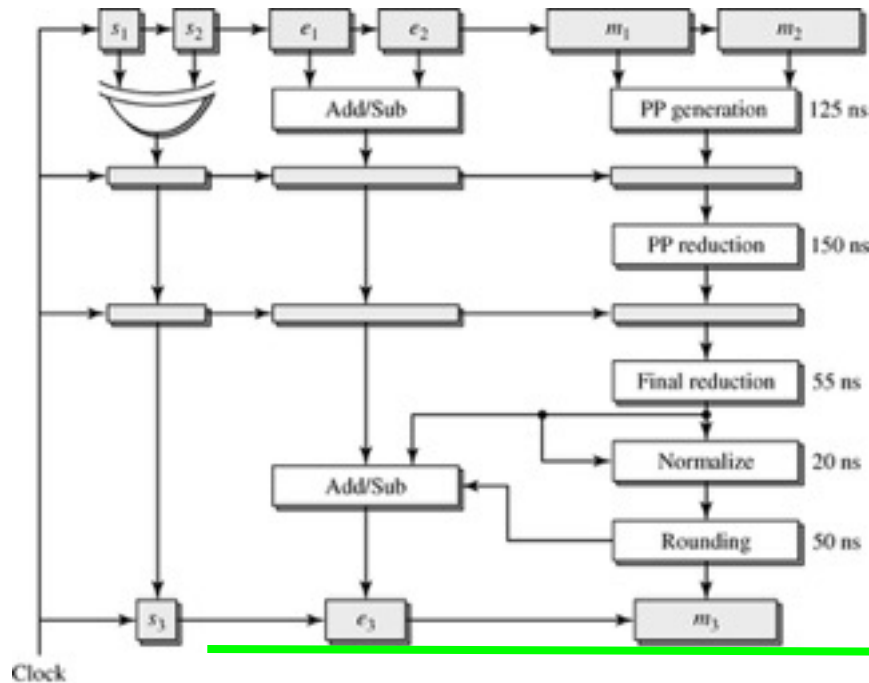 s1 s2 e1 e2 m1 m2
Add/Sub PP generation 125 ns
PP reduction 150 ns
Final reduction 55 ns
Normalize 20 ns
Add/Sub
Rounding 50 ns
s3 e3 m3
Clock